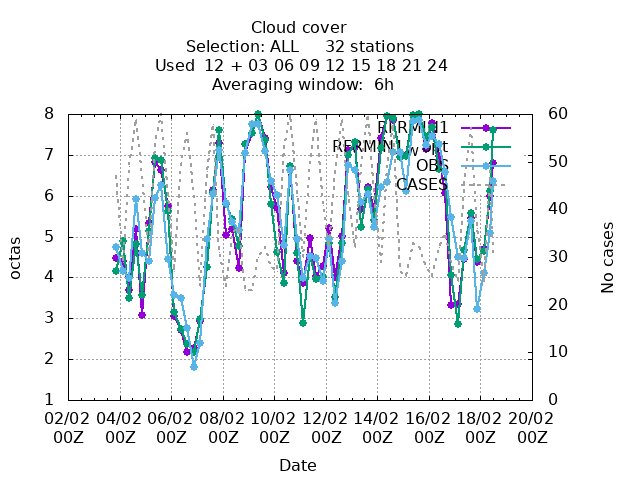 Cloud cover
Selection: ALL 32 stations
Used 12 + 03 06 09 12 15 18 21 24
Averaging window: 6h
8 60
7 50
6 40
5 30
4 20
3 10
2 0
1
octas
No cases
OBS
CASES
02/02 04/02 06/02 08/02 10/02 12/02 14/02 16/02 18/02 20/02
00Z 00Z 00Z 00Z 00Z 00Z 00Z 00Z 00Z 00Z
Date